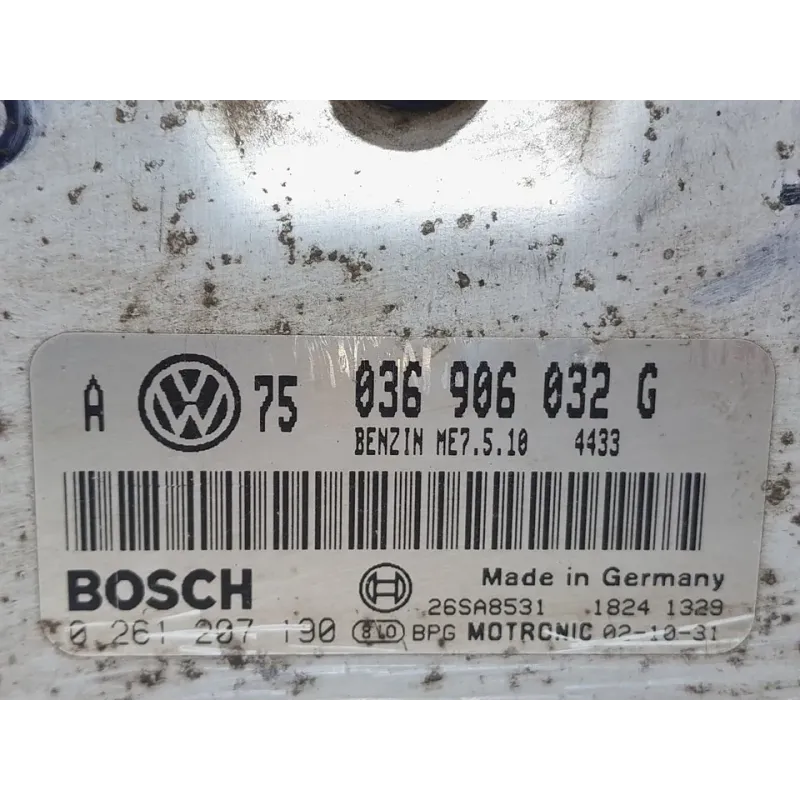 A VW 75 036 906 032 G
BENZIN ME7.5.10 4433
BOSCH Made in Germany
26SA8531 .1824 1329
0 261 207 190 BPG MOTRONIC 02-10-31